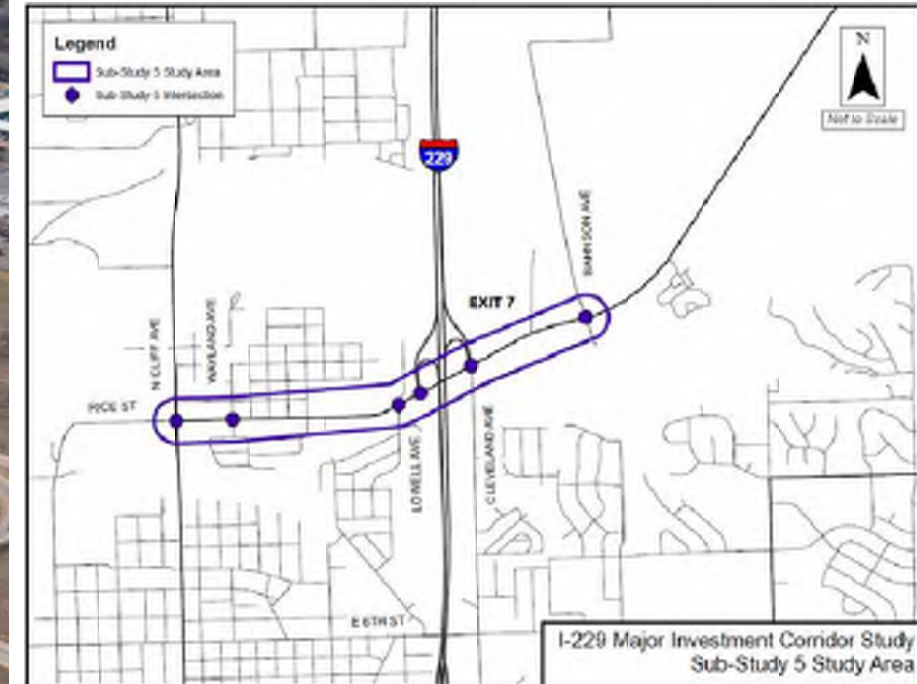 Legend
Sub-Study 5 Study Area
Sub-Study 5 Intersection
N
Not to Scale
229
BAHNSON AVE
EXIT 7
N CLIFF AVE
WAYLAND AVE
RICE ST
LOWELL AVE
CLEVELAND AVE
E 6TH ST
I-229 Major Investment Corridor Study
Sub-Study 5 Study Area